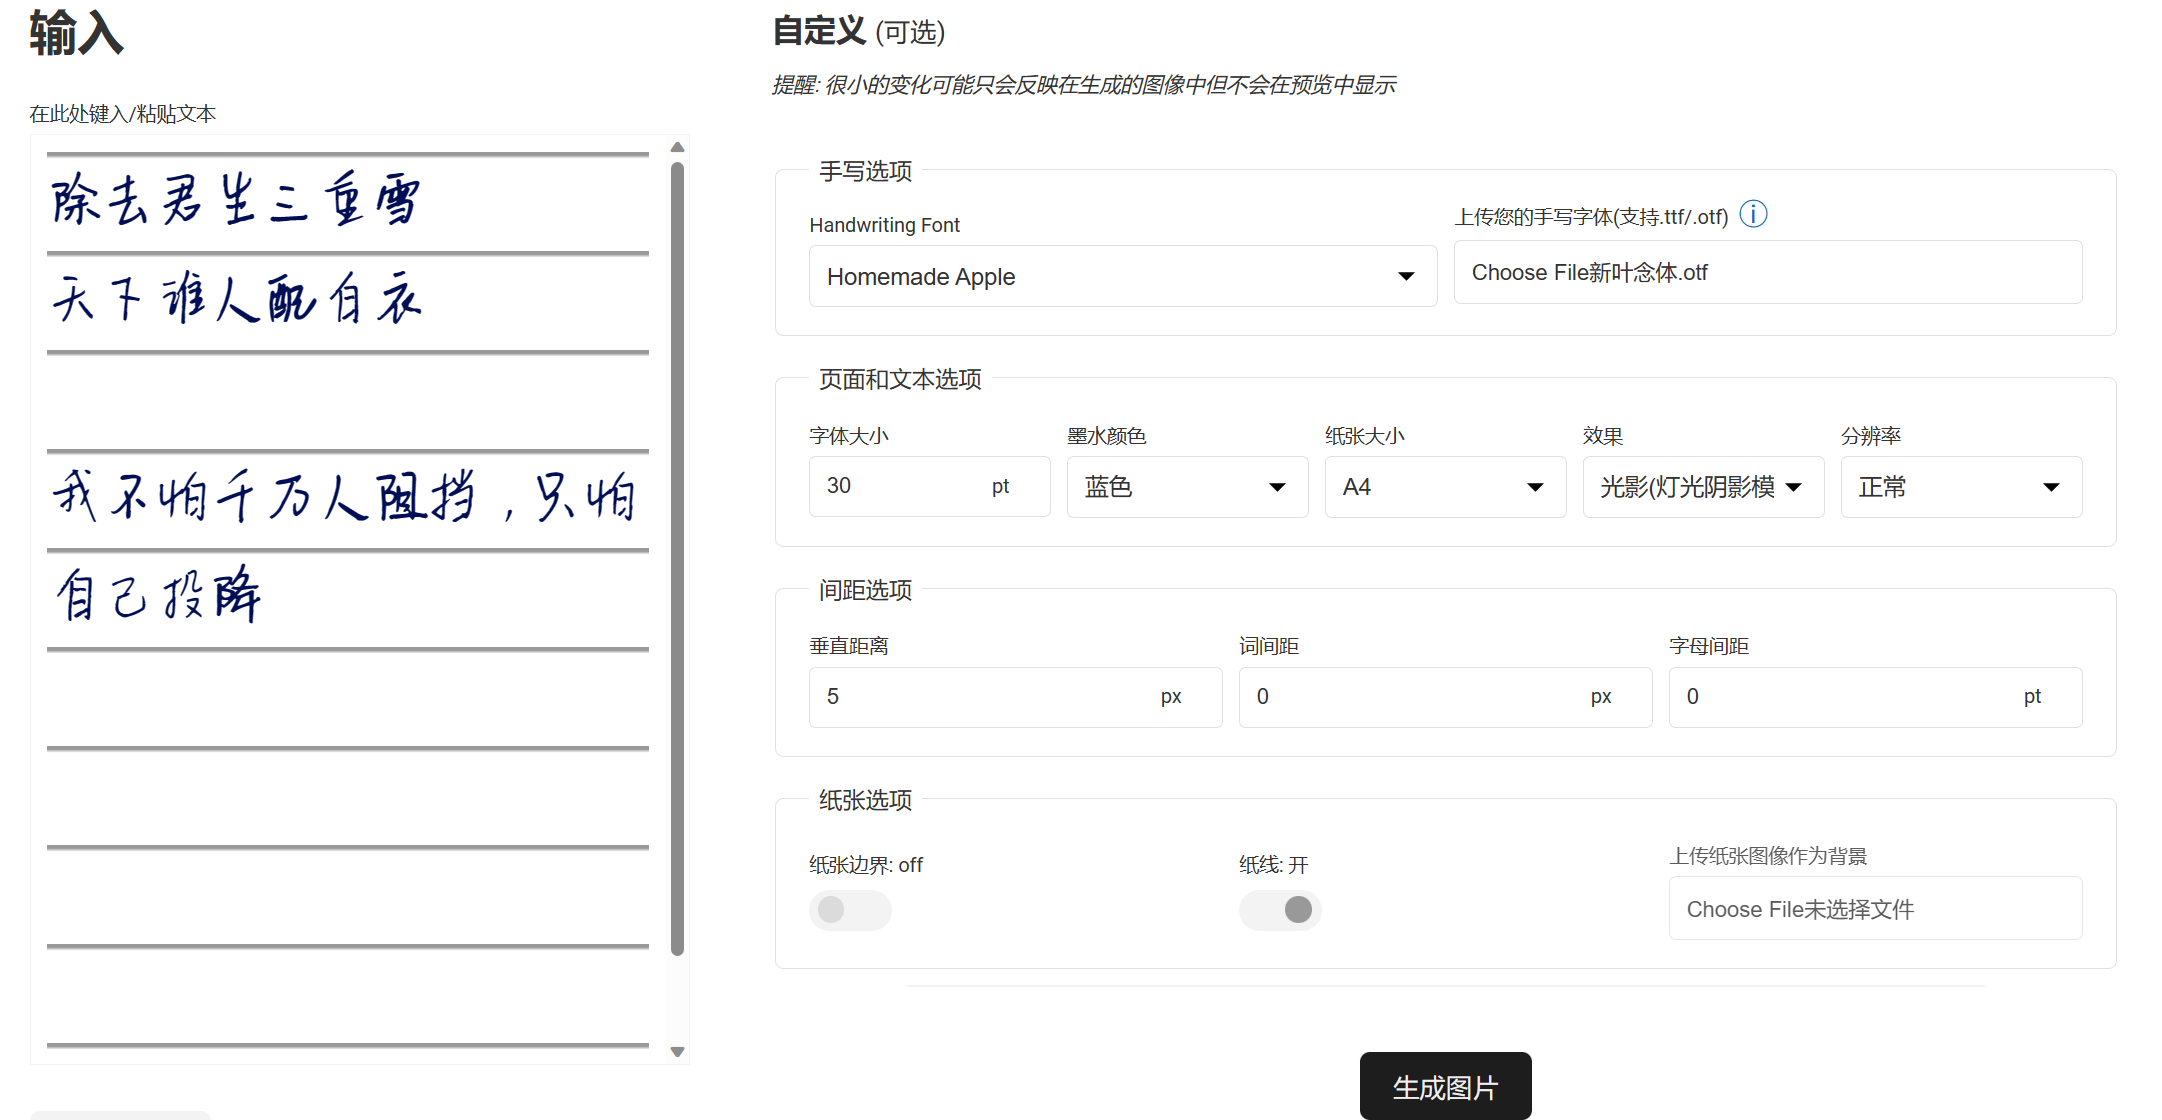 输入
在此处键入/粘贴文本
除去君生三重雪
天下谁人配白衣
我不怕千万人阻挡，只怕
自己投降
自定义 (可选)
提醒: 很小的变化可能只会反映在生成的图像中但不会在预览中显示
手写选项
Handwriting Font
Homemade Apple
上传您的手写字体(支持.ttf/.otf) ⓘ
Choose File新叶念体.otf
页面和文本选项
字体大小 墨水颜色 纸张大小 效果 分辨率
30 pt 蓝色 A4 光影(灯光阴影模 正常
间距选项
垂直距离 词间距 字母间距
5 px 0 px 0 pt
纸张选项
纸张边界: off 纸线: 开 上传纸张图像作为背景
Choose File未选择文件
生成图片